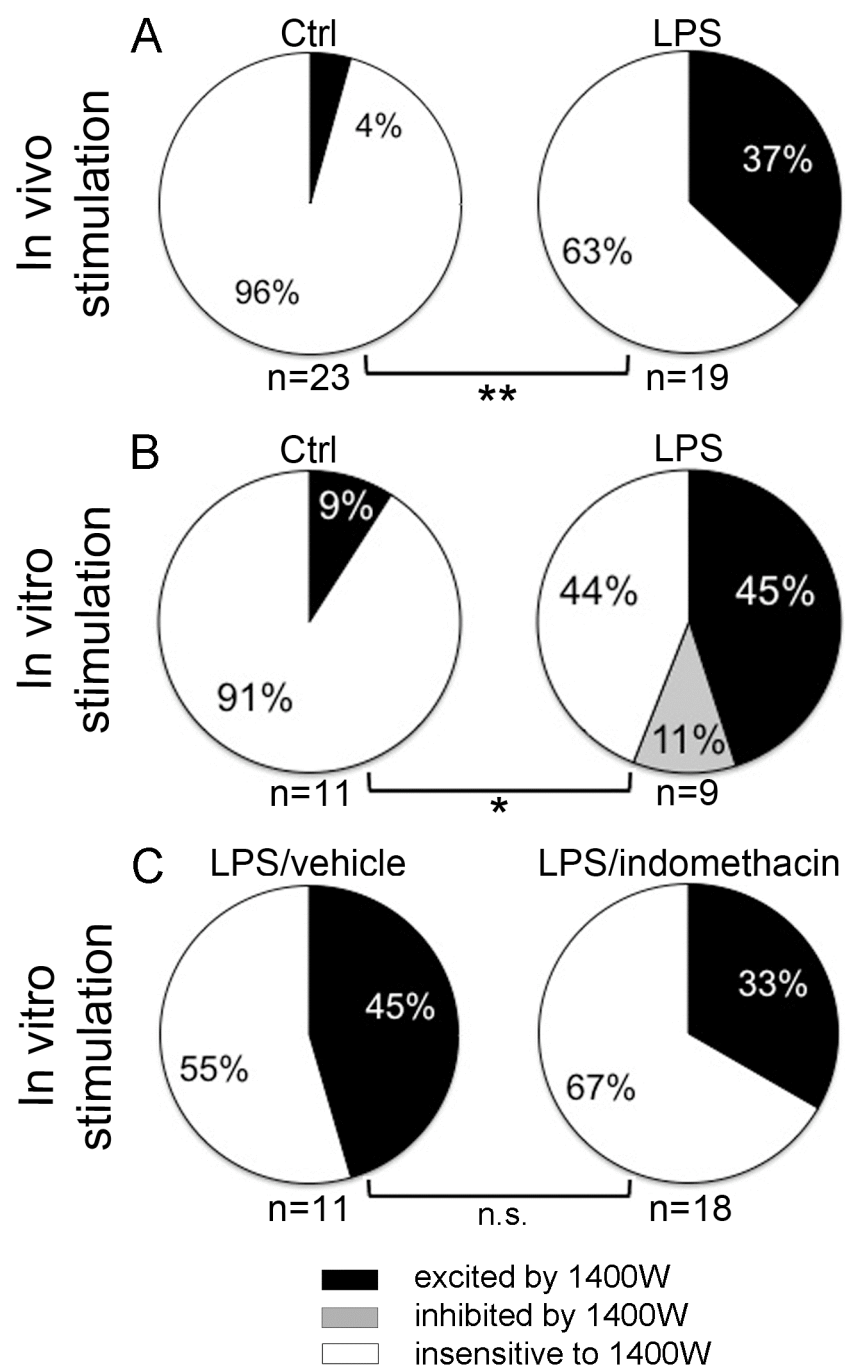 A
Ctrl
LPS
In vivo
stimulation
4%
96%
37%
63%
n=23
**
n=19
B
Ctrl
LPS
In vitro
stimulation
9%
91%
44%
45%
11%
n=11
*
n=9
C
LPS/vehicle
LPS/indomethacin
In vitro
stimulation
45%
55%
33%
67%
n=11
n.s.
n=18
excited by 1400W
inhibited by 1400W
insensitive to 1400W